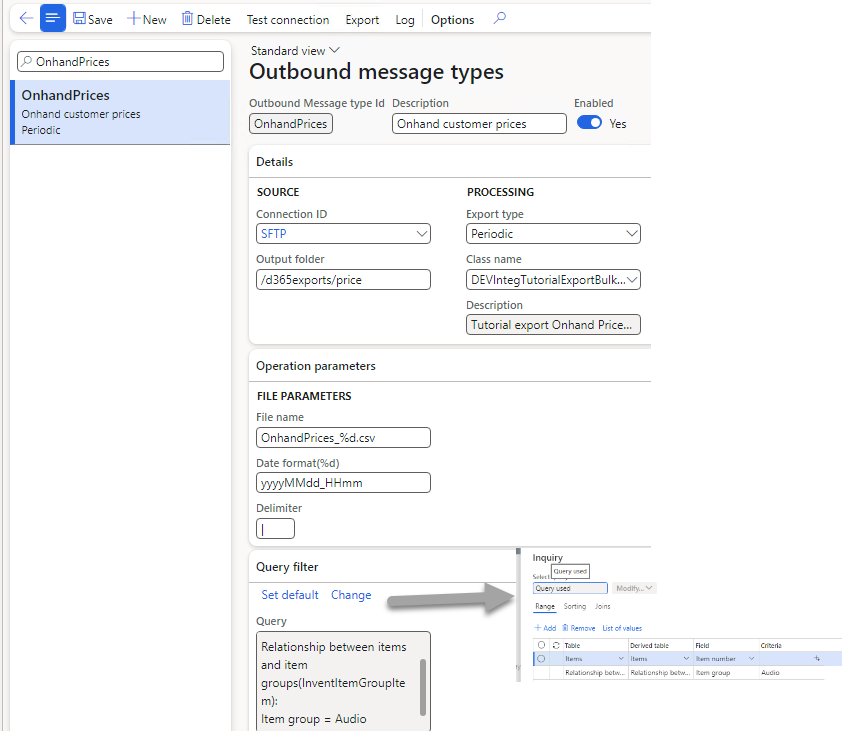 Save New Delete Test connection Export Log Options
OnhandPrices
OnhandPrices
Onhand customer prices
Periodic
Standard view
Outbound message types
Outbound Message type Id Description Enabled
OnhandPrices Onhand customer prices Yes
Details
SOURCE PROCESSING
Connection ID Export type
SFTP Periodic
Output folder Class name
/d365exports/price DEVIntegTutorialExportBulk...
Description
Tutorial export Onhand Price...
Operation parameters
FILE PARAMETERS
File name
OnhandPrices_%d.csv
Date format(%d)
yyyyMMdd_HHmm
Delimiter
|
Query filter
Set default Change
Query
Relationship between items
and item
groups(InventItemGroupIte
m):
Item group = Audio
Inquiry
Query used
Query used Modify...
Range Sorting Joins
Add Remove List of values
Table Derived table Field Criteria
Items Items Item number
Relationship betw... Relationship betw... Item group Audio